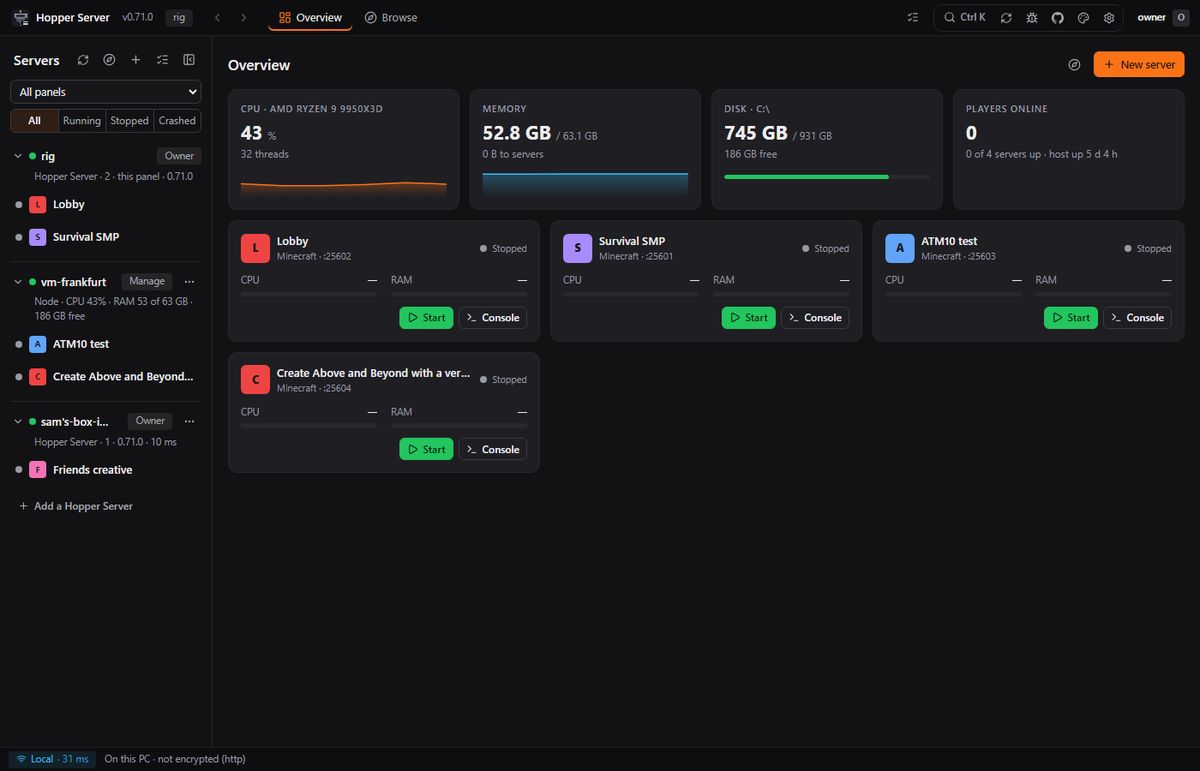 Hopper Server v0.71.0 rig Overview Browse Ctrl K owner O
Servers
All panels
All Running Stopped Crashed
rig Owner
Hopper Server · 2 · this panel · 0.71.0
L Lobby
S Survival SMP
vm-frankfurt Manage ...
Node · CPU 43% · RAM 53 of 63 GB ·
186 GB free
A ATM10 test
C Create Above and Beyond...
sam's-box-i... Owner ...
Hopper Server · 1 · 0.71.0 · 10 ms
F Friends creative
+ Add a Hopper Server
Overview
+ New server
CPU · AMD RYZEN 9 9950X3D
43 %
32 threads
MEMORY
52.8 GB / 63.1 GB
0 B to servers
DISK · C:\
745 GB / 931 GB
186 GB free
PLAYERS ONLINE
0
0 of 4 servers up · host up 5 d 4 h
L Lobby Stopped
Minecraft · :25602
CPU — RAM —
Start Console
S Survival SMP Stopped
Minecraft · :25601
CPU — RAM —
Start Console
A ATM10 test Stopped
Minecraft · :25603
CPU — RAM —
Start Console
C Create Above and Beyond with a ver... Stopped
Minecraft · :25604
CPU — RAM —
Start Console
Local · 31 ms On this PC · not encrypted (http)